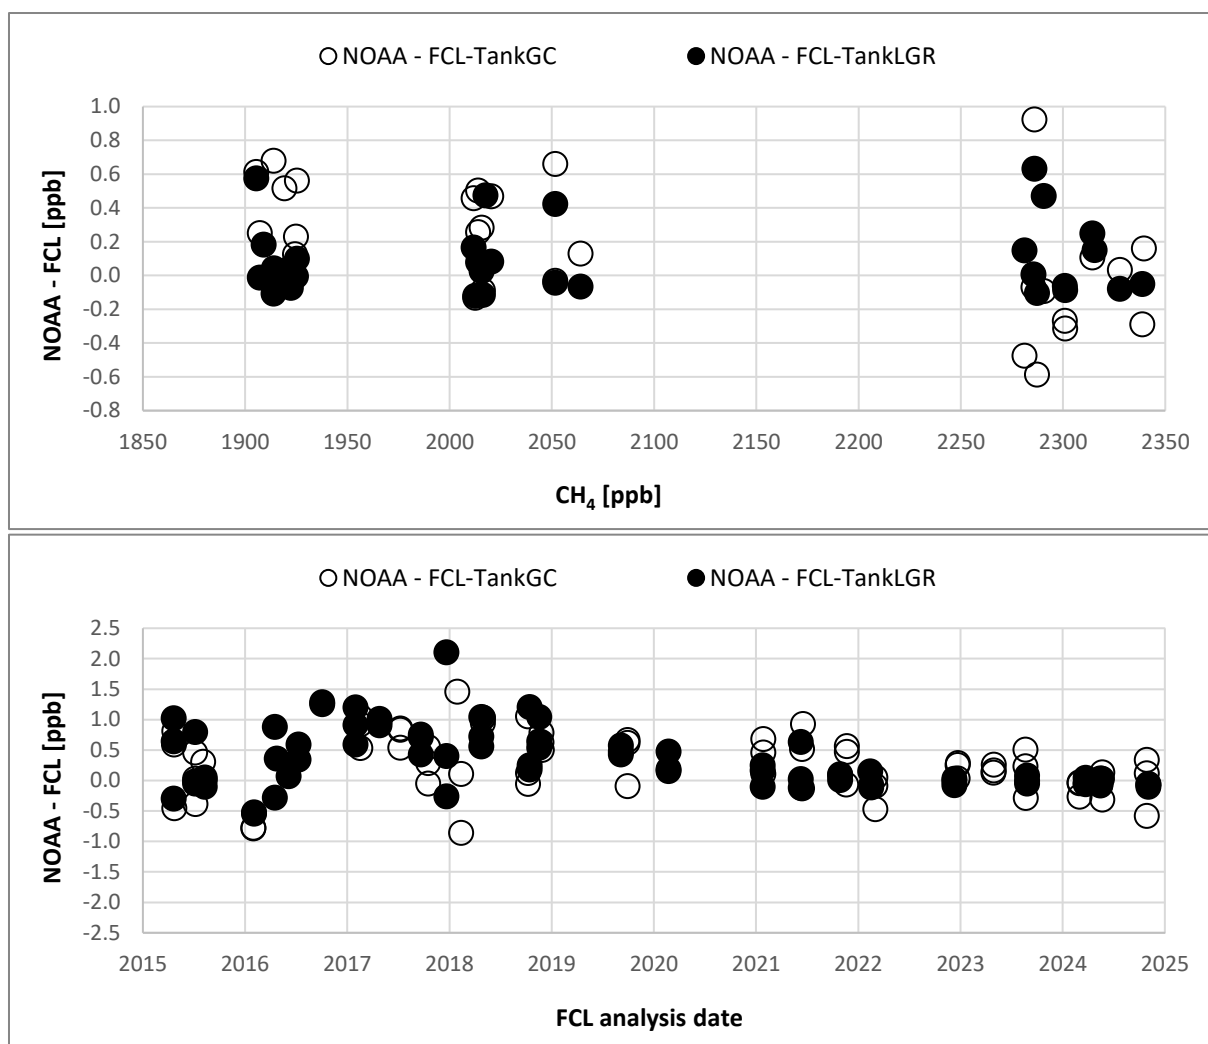 NOAA - FCL-TankGC NOAA - FCL-TankLGR
NOAA - FCL [ppb]
1.0
0.8
0.6
0.4
0.2
0.0
-0.2
-0.4
-0.6
-0.8
1850 1900 1950 2000 2050 2100 2150 2200 2250 2300 2350
CH₄ [ppb]
NOAA - FCL-TankGC NOAA - FCL-TankLGR
NOAA - FCL [ppb]
2.5
2.0
1.5
1.0
0.5
0.0
-0.5
-1.0
-1.5
-2.0
-2.5
2015 2016 2017 2018 2019 2020 2021 2022 2023 2024 2025
FCL analysis date